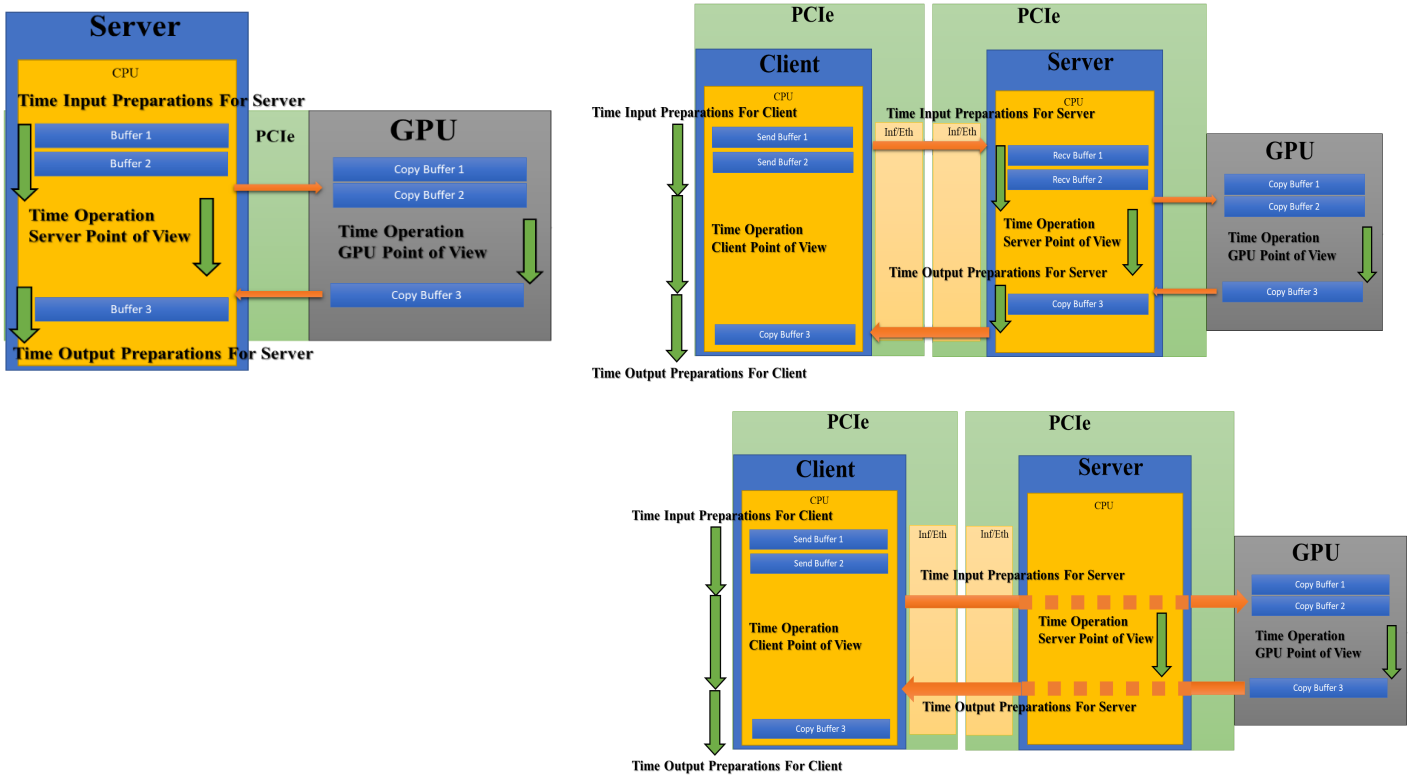 Server
CPU
Time Input Preparations For Server
Buffer 1
Buffer 2
PCIe
GPU
Copy Buffer 1
Copy Buffer 2
Time Operation
Server Point of View
Time Operation
GPU Point of View
Buffer 3
Copy Buffer 3
Time Output Preparations For Server
PCIe
PCIe
Client
Server
CPU
CPU
Time Input Preparations For Client
Time Input Preparations For Server
Send Buffer 1
Send Buffer 2
Inf/Eth
Inf/Eth
Recv Buffer 1
Recv Buffer 2
GPU
Copy Buffer 1
Copy Buffer 2
Time Operation
Client Point of View
Time Operation
Server Point of View
Time Operation
GPU Point of View
Time Output Preparations For Server
Copy Buffer 3
Copy Buffer 3
Copy Buffer 3
Time Output Preparations For Client
PCIe
PCIe
Client
Server
CPU
CPU
Time Input Preparations For Client
Send Buffer 1
Send Buffer 2
Inf/Eth
Inf/Eth
GPU
Time Input Preparations For Server
Copy Buffer 1
Copy Buffer 2
Time Operation
Client Point of View
Time Operation
Server Point of View
Time Operation
GPU Point of View
Copy Buffer 3
Time Output Preparations For Server
Copy Buffer 3
Time Output Preparations For Client